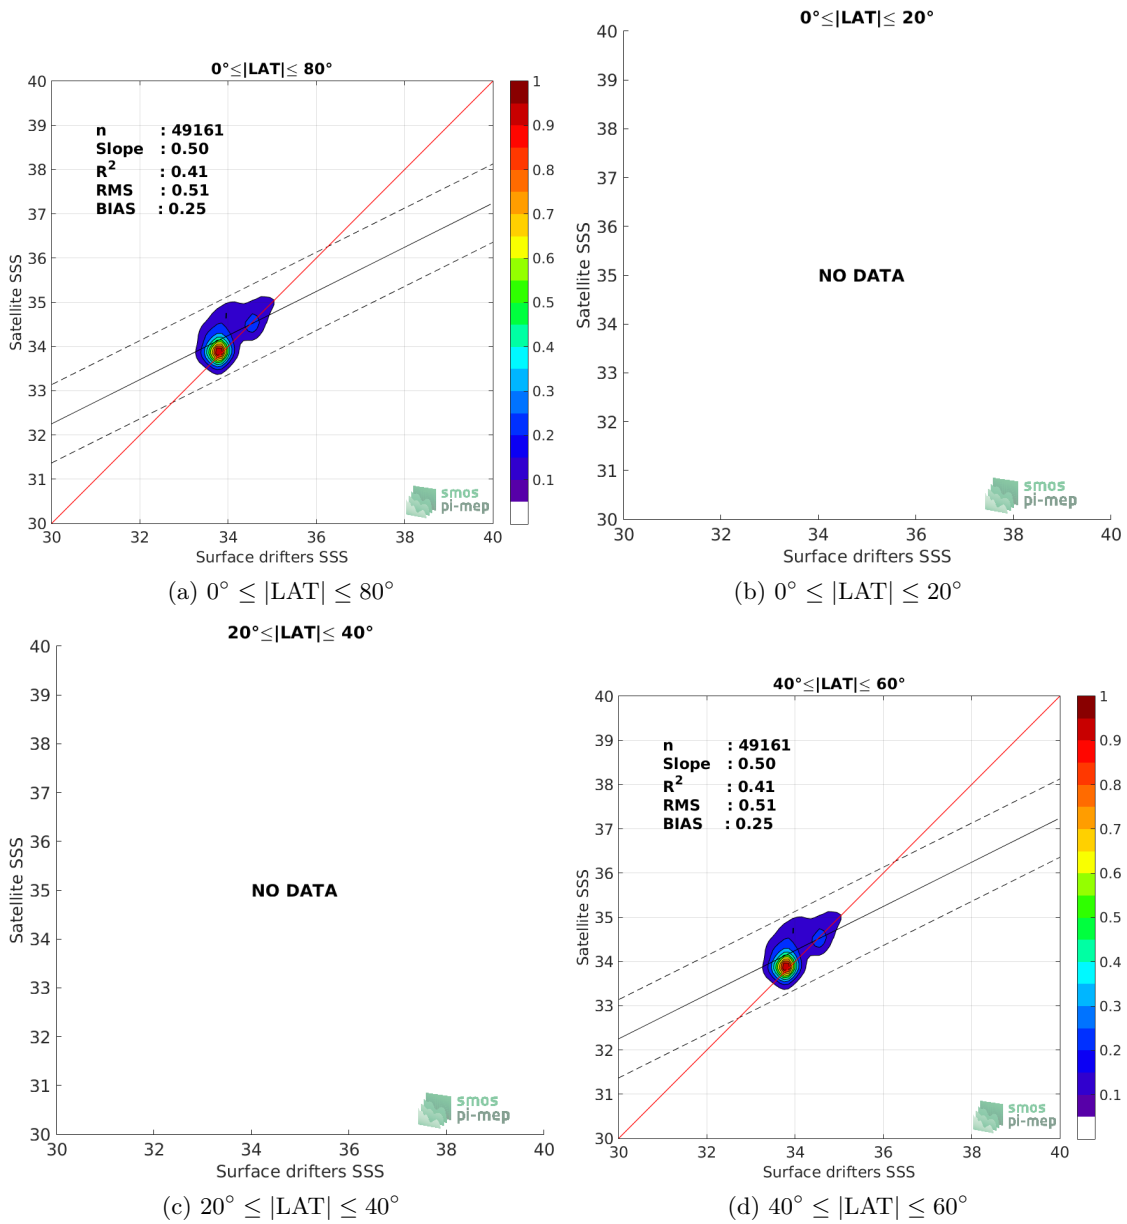 0°≤|LAT|≤ 80°
40
39
38
37
36
35
34
33
32
31
30
Satellite SSS
n : 49161
Slope : 0.50
R² : 0.41
RMS : 0.51
BIAS : 0.25
smos
pi-mep
30 32 34 36 38 40
Surface drifters SSS
1
0.9
0.8
0.7
0.6
0.5
0.4
0.3
0.2
0.1
(a) 0° ≤ |LAT| ≤ 80°
0°≤|LAT|≤ 20°
40
39
38
37
36
35
34
33
32
31
30
Satellite SSS
NO DATA
smos
pi-mep
30 32 34 36 38 40
Surface drifters SSS
(b) 0° ≤ |LAT| ≤ 20°
20°≤|LAT|≤ 40°
40
39
38
37
36
35
34
33
32
31
30
Satellite SSS
NO DATA
smos
pi-mep
30 32 34 36 38 40
Surface drifters SSS
(c) 20° ≤ |LAT| ≤ 40°
40°≤|LAT|≤ 60°
40
39
38
37
36
35
34
33
32
31
30
Satellite SSS
n : 49161
Slope : 0.50
R² : 0.41
RMS : 0.51
BIAS : 0.25
smos
pi-mep
30 32 34 36 38 40
Surface drifters SSS
1
0.9
0.8
0.7
0.6
0.5
0.4
0.3
0.2
0.1
(d) 40° ≤ |LAT| ≤ 60°